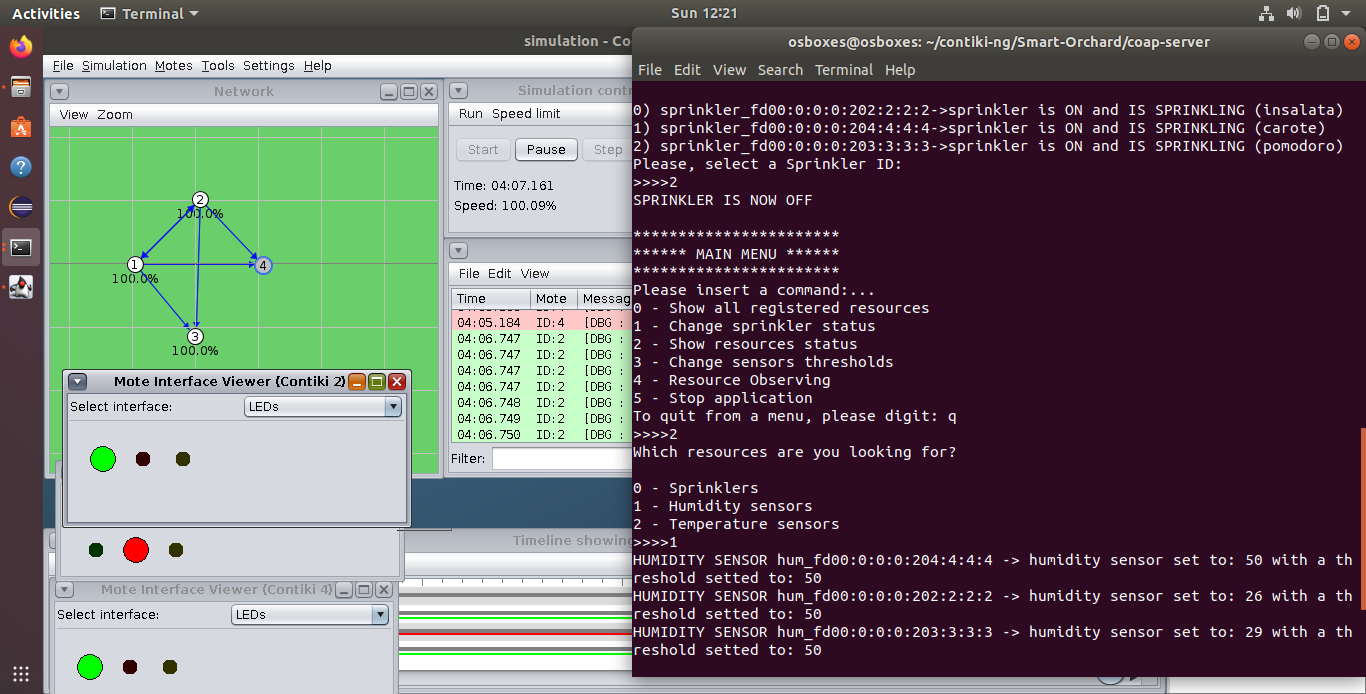 Activities
Terminal
Sun 12:21
simulation - Co
File Simulation Motes Tools Settings Help
Network
View Zoom
2
100.0%
1
100.0%
4
3
100.0%
Simulation contr
Run Speed limit
Start Pause Step
Time: 04:07.161
Speed: 100.09%
File Edit View
Time Mote Messag
04:05.184 ID:4 [DBG :
04:06.747 ID:2 [DBG :
04:06.747 ID:2 [DBG :
04:06.747 ID:2 [DBG :
04:06.747 ID:2 [DBG :
04:06.748 ID:2 [DBG :
04:06.749 ID:2 [DBG :
04:06.750 ID:2 [DBG :
Filter:
Mote Interface Viewer (Contiki 2)
Select interface: LEDs
Timeline showing
Mote Interface Viewer (Contiki 4)
Select interface: LEDs
osboxes@osboxes: ~/contiki-ng/Smart-Orchard/coap-server
File Edit View Search Terminal Help
0) sprinkler_fd00:0:0:0:202:2:2:2->sprinkler is ON and IS SPRINKLING (insalata)
1) sprinkler_fd00:0:0:0:204:4:4:4->sprinkler is ON and IS SPRINKLING (carote)
2) sprinkler_fd00:0:0:0:203:3:3:3->sprinkler is ON and IS SPRINKLING (pomodoro)
Please, select a Sprinkler ID:
>>>>2
SPRINKLER IS NOW OFF
***********************
****** MAIN MENU ******
***********************
Please insert a command:...
0 - Show all registered resources
1 - Change sprinkler status
2 - Show resources status
3 - Change sensors thresholds
4 - Resource Observing
5 - Stop application
To quit from a menu, please digit: q
>>>>2
Which resources are you looking for?
0 - Sprinklers
1 - Humidity sensors
2 - Temperature sensors
>>>>1
HUMIDITY SENSOR hum_fd00:0:0:0:204:4:4:4 -> humidity sensor set to: 50 with a th
reshold setted to: 50
HUMIDITY SENSOR hum_fd00:0:0:0:202:2:2:2 -> humidity sensor set to: 26 with a th
reshold setted to: 50
HUMIDITY SENSOR hum_fd00:0:0:0:203:3:3:3 -> humidity sensor set to: 29 with a th
reshold setted to: 50